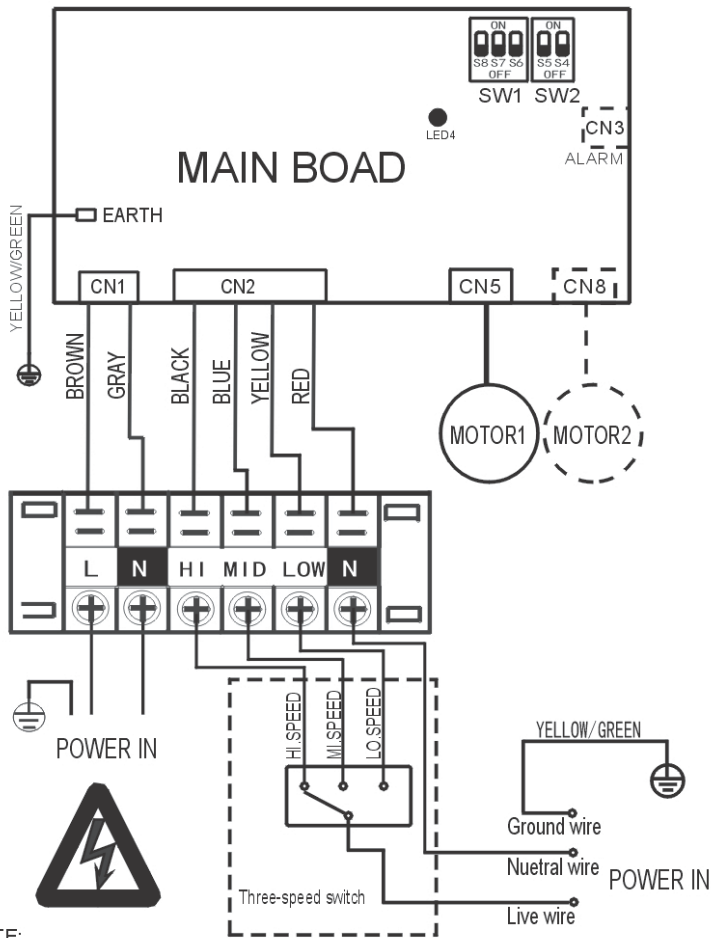 ON ON
S8 S7 S6 S5 S4
OFF OFF
SW1 SW2
LED4
CN3
ALARM
MAIN BOAD
EARTH
YELLOW/GREEN
CN1 CN2 CN5 CN8
BROWN
GRAY
BLACK
BLUE
YELLOW
RED
MOTOR1 MOTOR2
L N HI MID LOW N
HI.SPEED
MI.SPEED
LO.SPEED
POWER IN
YELLOW/GREEN
Ground wire
Nuetral wire
POWER IN
Three-speed switch
Live wire